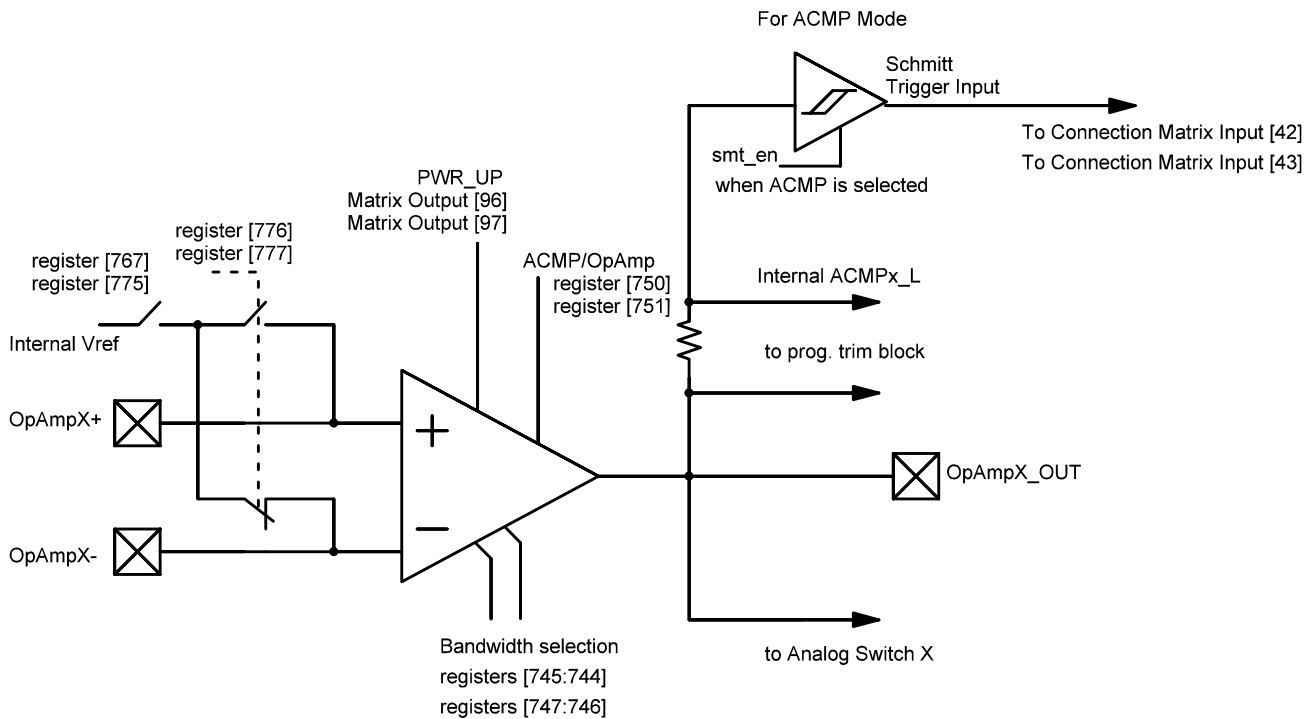 For ACMP Mode
Schmitt
Trigger Input
To Connection Matrix Input [42]
To Connection Matrix Input [43]
smt_en
when ACMP is selected
PWR_UP
Matrix Output [96]
Matrix Output [97]
register [776]
register [777]
register [767]
register [775]
ACMP/OpAmp
register [750]
register [751]
Internal ACMPx_L
Internal Vref
to prog. trim block
OpAmpX+
+
OpAmpX_OUT
−
OpAmpX-
Bandwidth selection
registers [745:744]
registers [747:746]
to Analog Switch X